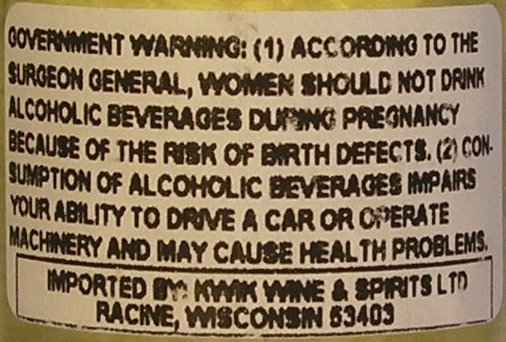 GOVERNMENT WARNING: (1) ACCORDING TO THE
SURGEON GENERAL, WOMEN SHOULD NOT DRINK
ALCOHOLIC BEVERAGES DURING PREGNANCY
BECAUSE OF THE RISK OF BIRTH DEFECTS. (2) CON-
SUMPTION OF ALCOHOLIC BEVERAGES IMPAIRS
YOUR ABILITY TO DRIVE A CAR OR OPERATE
MACHINERY AND MAY CAUSE HEALTH PROBLEMS.
IMPORTED BY: KWIK WINE & SPIRITS LTD
RACINE, WISCONSIN 53403